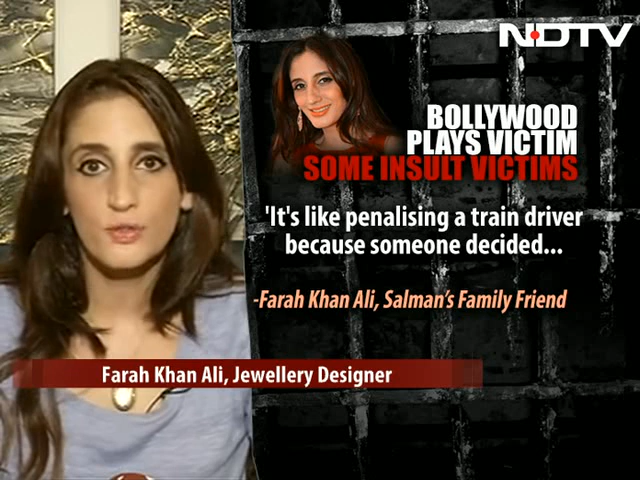 NDTV
BOLLYWOOD
PLAYS VICTIM
SOME INSULT VICTIMS
'It's like penalising a train driver
because someone decided...
-Farah Khan Ali, Salman's Family Friend
Farah Khan Ali, Jewellery Designer